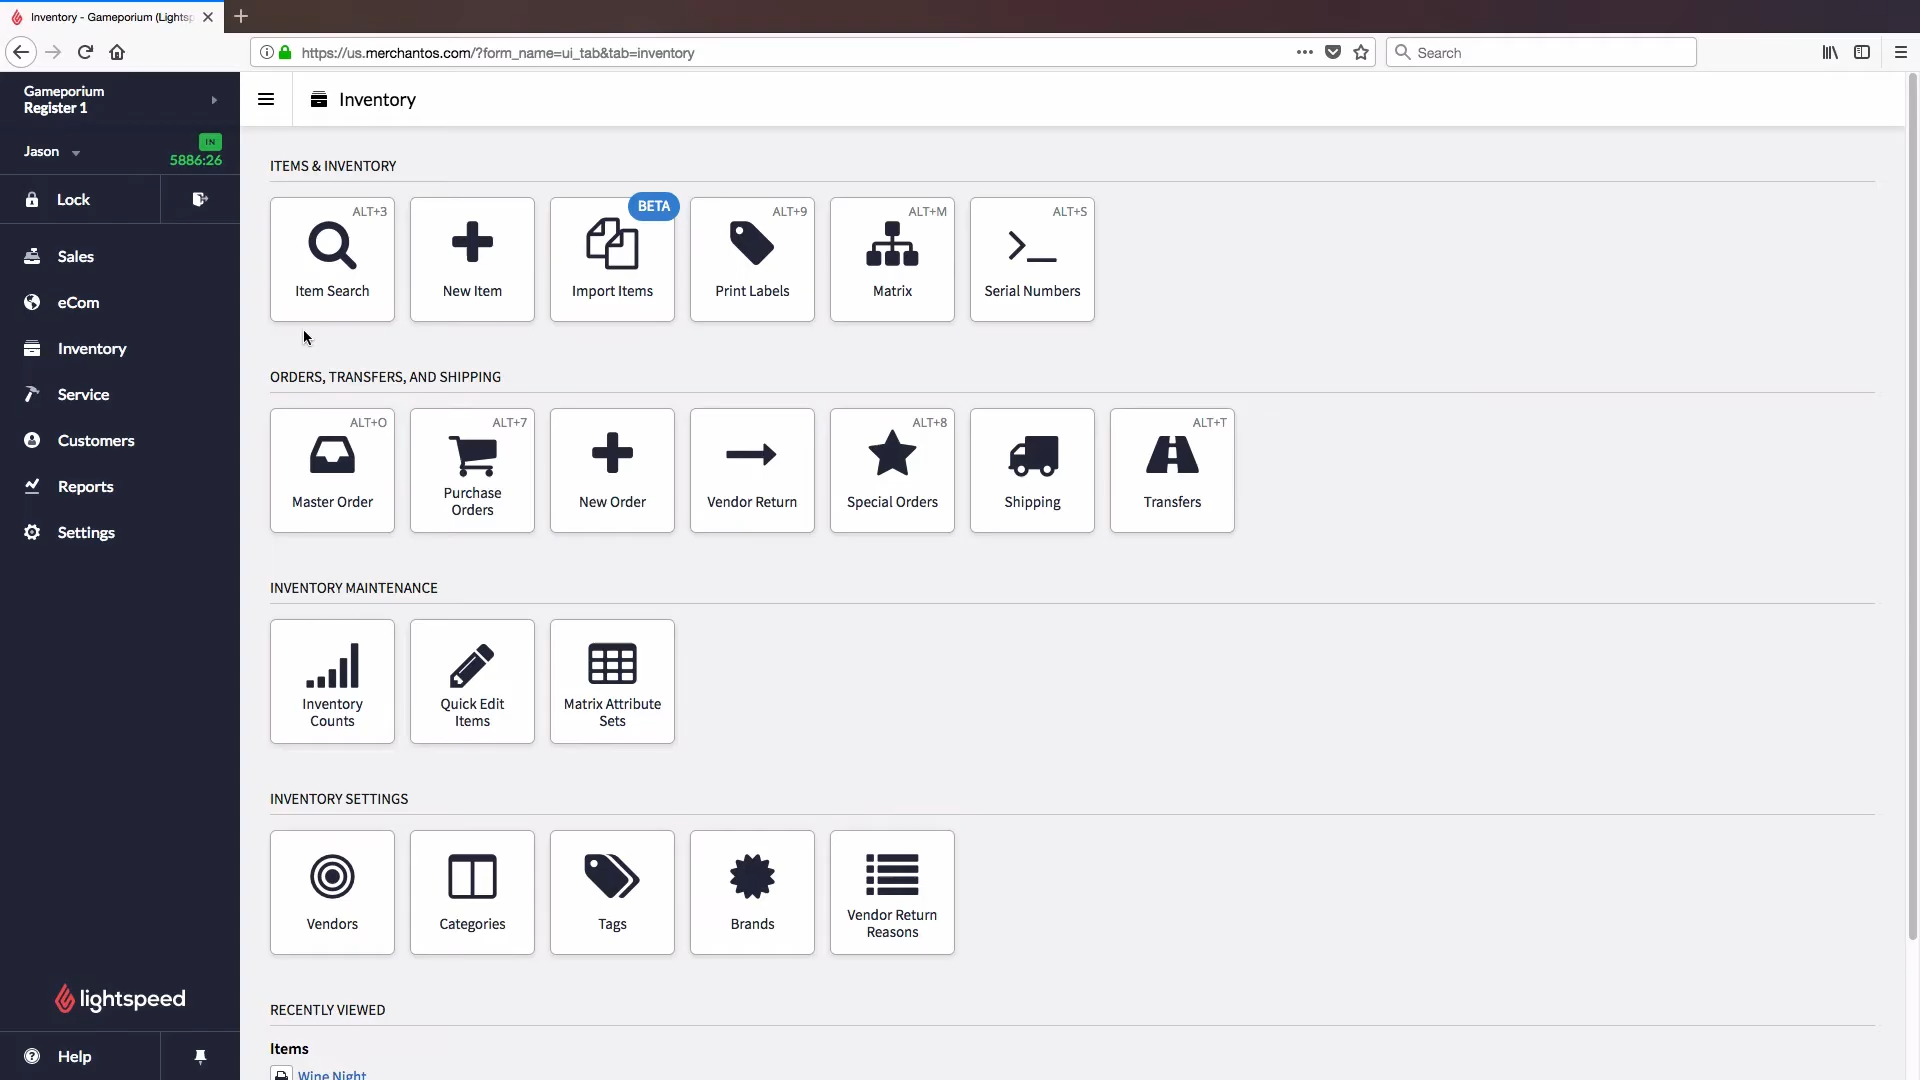 Inventory - Gameporium (Lights
https://us.merchantos.com/?form_name=ui_tab&tab=inventory
Search
Gameporium
Register 1
Inventory
Jason
IN
5886:26
Lock
Sales
eCom
Inventory
Service
Customers
Reports
Settings
ITEMS & INVENTORY
ALT+3
Item Search
New Item
BETA
Import Items
ALT+9
Print Labels
ALT+M
Matrix
ALT+S
Serial Numbers
ORDERS, TRANSFERS, AND SHIPPING
ALT+O
Master Order
ALT+7
Purchase
Orders
New Order
Vendor Return
ALT+8
Special Orders
Shipping
ALT+T
Transfers
INVENTORY MAINTENANCE
Inventory
Counts
Quick Edit
Items
Matrix Attribute
Sets
INVENTORY SETTINGS
Vendors
Categories
Tags
Brands
Vendor Return
Reasons
RECENTLY VIEWED
Items
Wine Night
lightspeed
Help